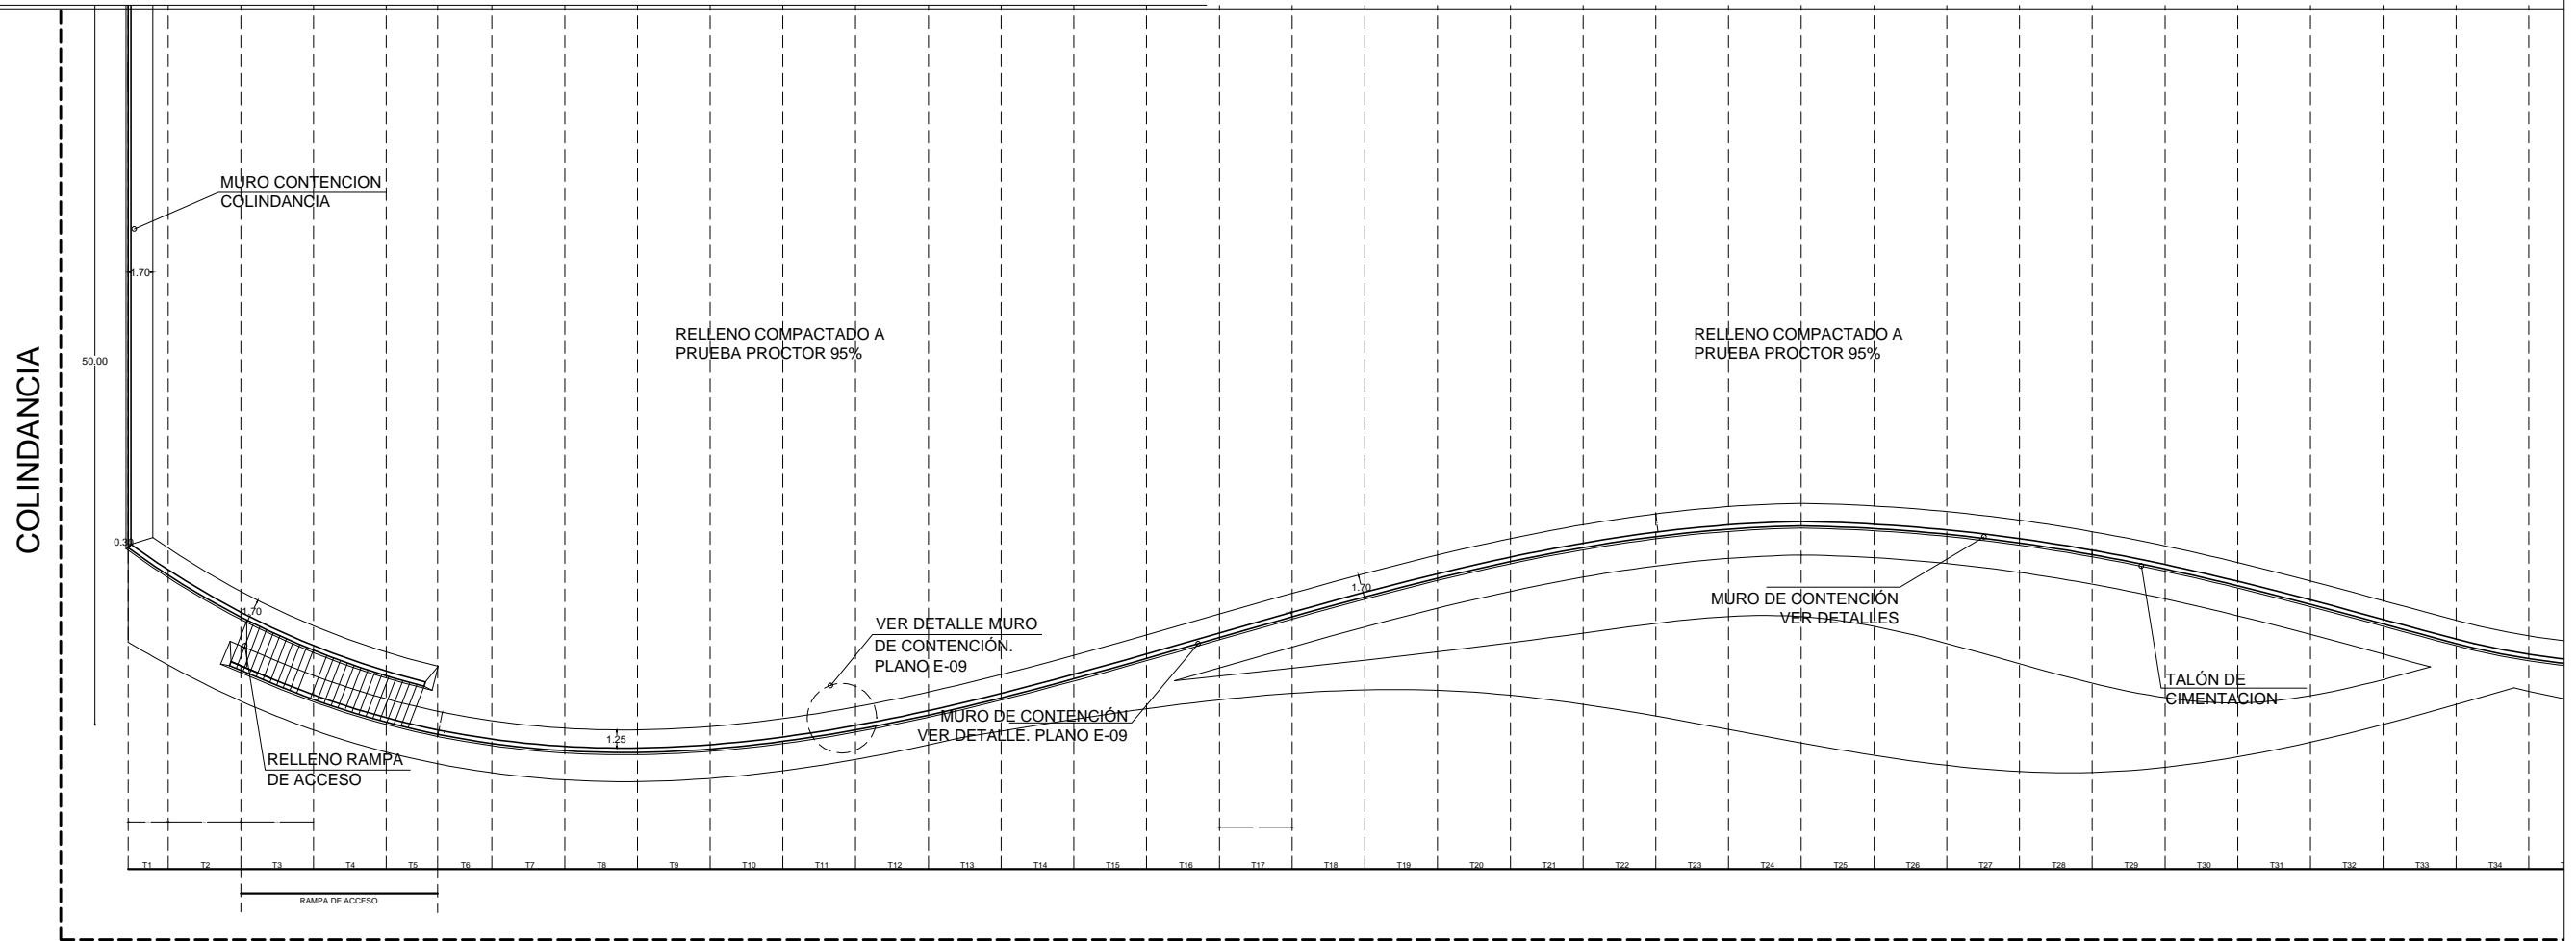 MURO CONTENCION
COLINDANCIA
1.70
RELLENO COMPACTADO A
PRUEBA PROCTOR 95%
RELLENO COMPACTADO A
PRUEBA PROCTOR 95%
COLINDANCIA
50.00
1.70
1.70
MURO DE CONTENCIÓN
VER DETALLES
VER DETALLE MURO
DE CONTENCIÓN.
PLANO E-09
TALÓN DE
CIMENTACION
MURO DE CONTENCIÓN
VER DETALLE. PLANO E-09
1.25
RELLENO RAMPA
DE ACCESO
T1 T2 T3 T4 T5 T6 T7 T8 T9 T10 T11 T12 T13 T14 T15 T16 T17 T18 T19 T20 T21 T22 T23 T24 T25 T26 T27 T28 T29 T30 T31 T32 T33 T34
RAMPA DE ACCESO